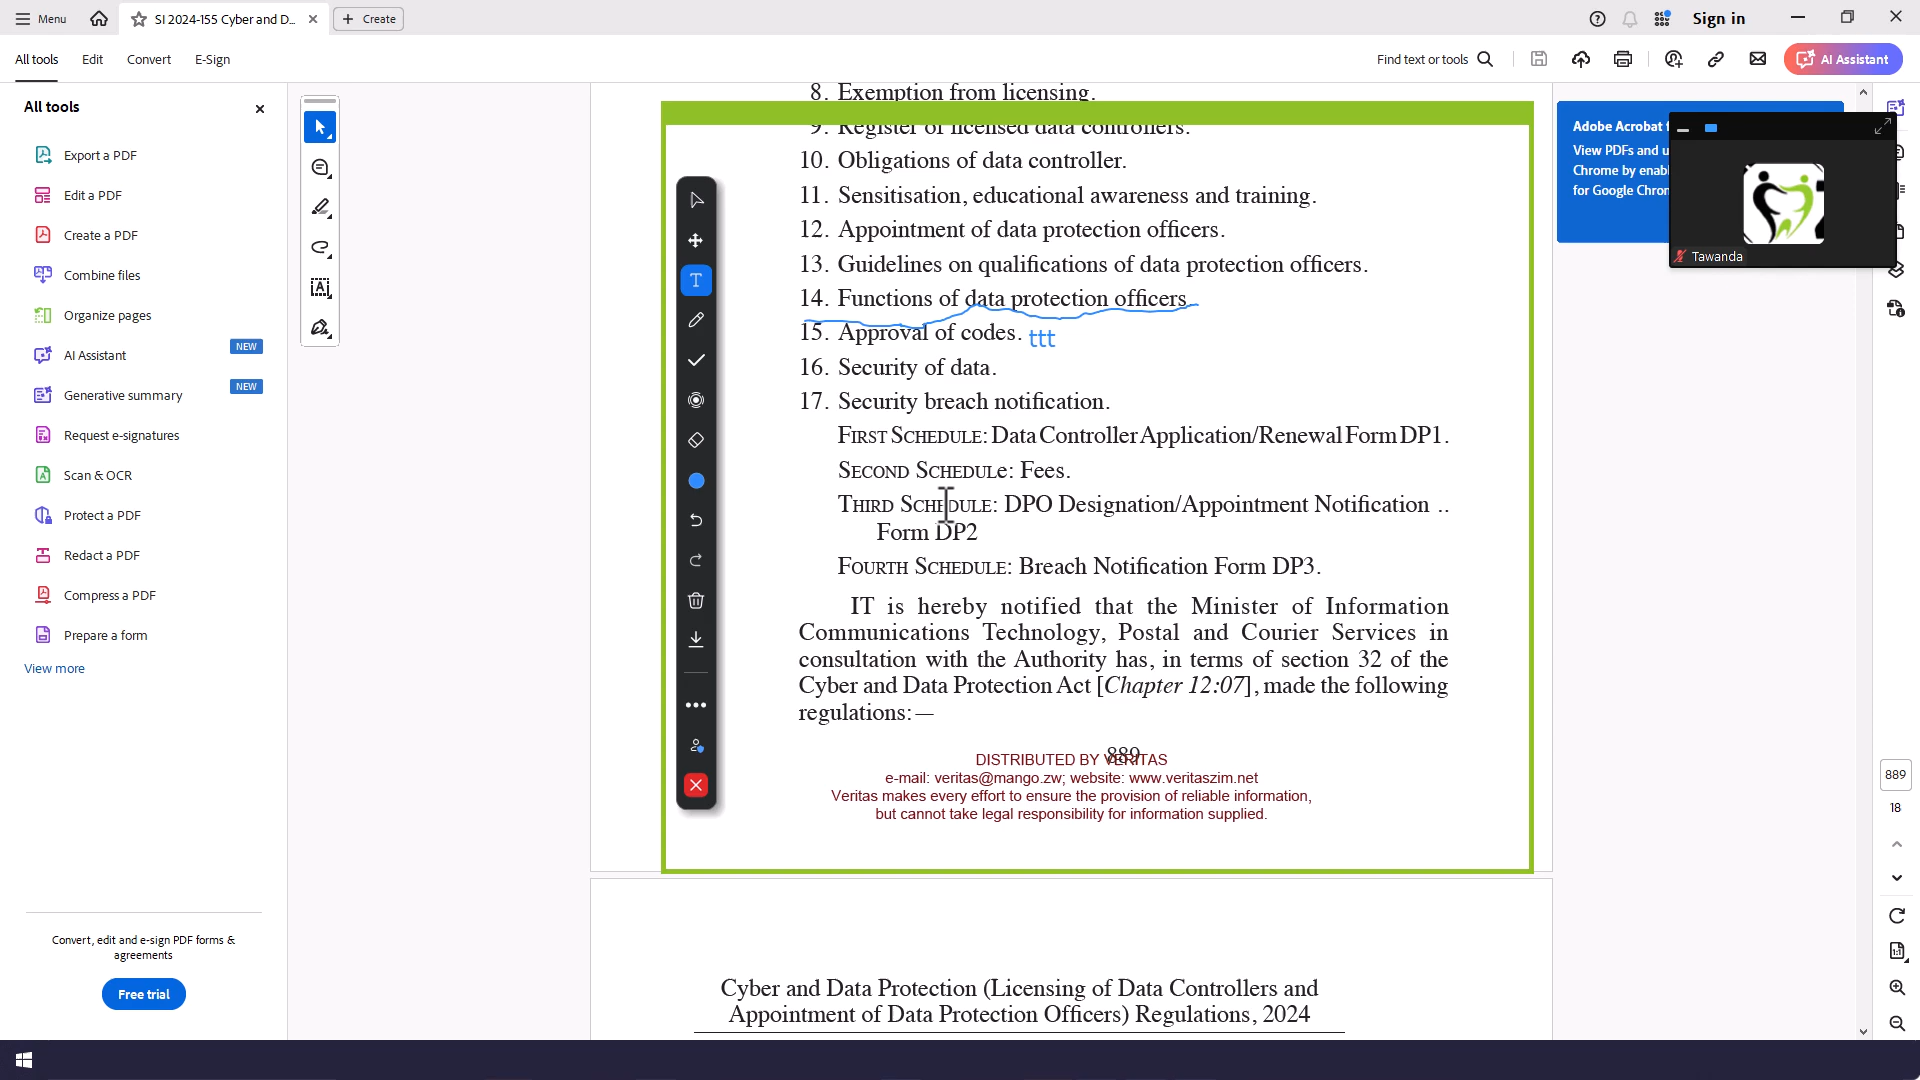 Menu
SI 2024-155 Cyber and D...
Create
Sign in
All tools
Edit
Convert
E-Sign
Find text or tools
AI Assistant
All tools
Export a PDF
Edit a PDF
Create a PDF
Combine files
Organize pages
AI Assistant
NEW
Generative summary
NEW
Request e-signatures
Scan & OCR
Protect a PDF
Redact a PDF
Compress a PDF
Prepare a form
View more
Convert, edit and e-sign PDF forms &
agreements
Free trial
8. Exemption from licensing.
9. Register of licensed data controllers.
10. Obligations of data controller.
11. Sensitisation, educational awareness and training.
12. Appointment of data protection officers.
13. Guidelines on qualifications of data protection officers.
14. Functions of data protection officers.
15. Approval of codes. ttt
16. Security of data.
17. Security breach notification.
FIRST SCHEDULE: Data Controller Application/Renewal Form DP1.
SECOND SCHEDULe: Fees.
THIRD SCHEDULE: DPO Designation/Appointment Notification ..
Form DP2
FOURTH SCHEDULE: Breach Notification Form DP3.
IT is hereby notified that the Minister of Information
Communications Technology, Postal and Courier Services in
consultation with the Authority has, in terms of section 32 of the
Cyber and Data Protection Act [Chapter 12:07], made the following
regulations:—
889
DISTRIBUTED BY VERITAS
e-mail: veritas@mango.zw; website: www.veritaszim.net
Veritas makes every effort to ensure the provision of reliable information,
but cannot take legal responsibility for information supplied.
Cyber and Data Protection (Licensing of Data Controllers and
Appointment of Data Protection Officers) Regulations, 2024
Adobe Acrobat
View PDFs and
Chrome by
for Google
Tawanda
889
18